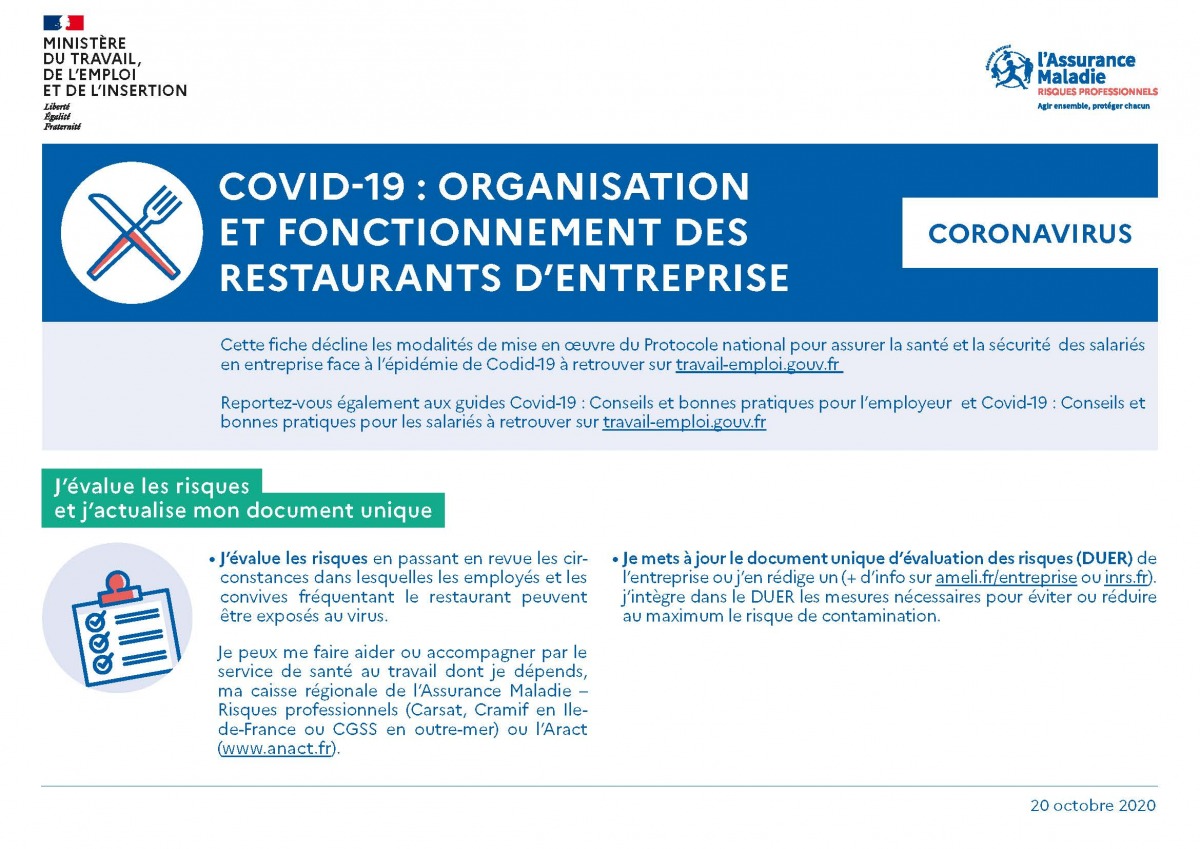 MINISTÈRE
DU TRAVAIL,
DE L'EMPLOI
ET DE L'INSERTION
Liberté
Égalité
Fraternité
l'Assurance
Maladie
RISQUES PROFESSIONNELS
Agir ensemble, protéger chacun
COVID-19 : ORGANISATION
ET FONCTIONNEMENT DES
RESTAURANTS D'ENTREPRISE
CORONAVIRUS
Cette fiche décline les modalités de mise en œuvre du Protocole national pour assurer la santé et la sécurité des salariés
en entreprise face à l'épidémie de Codid-19 à retrouver sur travail-emploi.gouv.fr
Reportez-vous également aux guides Covid-19 : Conseils et bonnes pratiques pour l'employeur et Covid-19 : Conseils et
bonnes pratiques pour les salariés à retrouver sur travail-emploi.gouv.fr
J'évalue les risques
et j'actualise mon document unique
• J'évalue les risques en passant en revue les cir-
constances dans lesquelles les employés et les
convives fréquentant le restaurant peuvent
être exposés au virus.
Je peux me faire aider ou accompagner par le
service de santé au travail dont je dépends,
ma caisse régionale de l'Assurance Maladie –
Risques professionnels (Carsat, Cramif en Ile-
de-France ou CGSS en outre-mer) ou l'Aract
(www.anact.fr).
• Je mets à jour le document unique d'évaluation des risques (DUER) de
l'entreprise ou j'en rédige un (+ d'info sur ameli.fr/entreprise ou inrs.fr).
j'intègre dans le DUER les mesures nécessaires pour éviter ou réduire
au maximum le risque de contamination.
20 octobre 2020